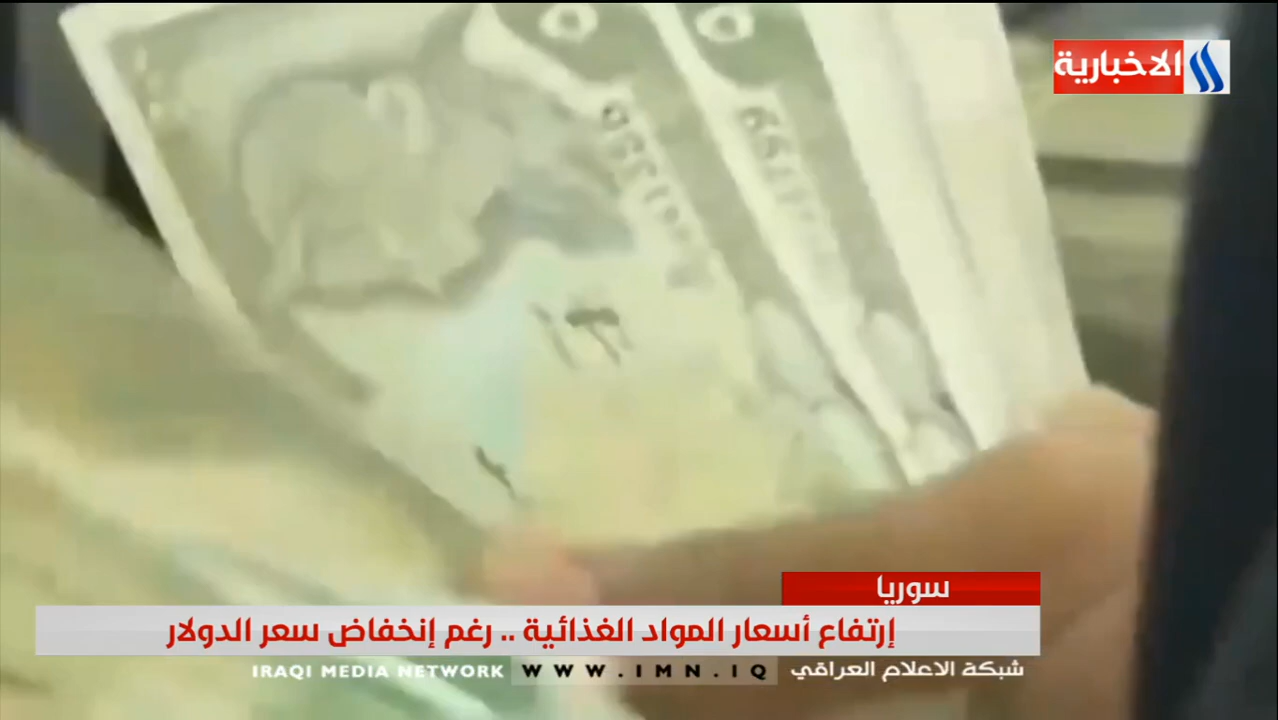 الاخبارية
سوريا
إرتفاع أسعار المواد الغذائية .. رغم إنخفاض سعر الدولار
شبكة الاعلام العراقي WWW.IMN.IQ IRAQI MEDIA NETWORK